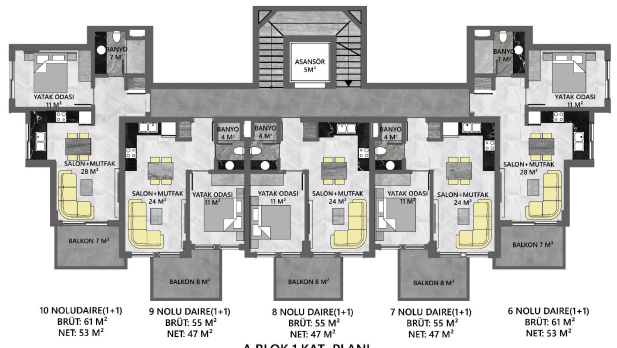 BANYO
7 M²
ASANSÖR
5M²
BANYO
7 M²
YATAK ODASI
11 M²
YATAK ODASI
11 M²
BANYO
4 M²
BANYO
4 M²
BANYO
4 M²
SALON+MUTFAK
28 M²
SALON+MUTFAK
28 M²
SALON+MUTFAK
24 M²
YATAK ODASI
11 M²
YATAK ODASI
11 M²
SALON+MUTFAK
24 M²
YATAK ODASI
11 M²
SALON+MUTFAK
24 M²
BALKON 7 M²
BALKON 7 M²
BALKON 8 M²
BALKON 8 M²
BALKON 8 M²
10 NOLUDAIRE(1+1)
BRÜT: 61 M²
NET: 53 M²
9 NOLU DAIRE(1+1)
BRÜT: 55 M²
NET: 47 M²
8 NOLU DAIRE(1+1)
BRÜT: 55 M²
NET: 47 M²
7 NOLU DAIRE(1+1)
BRÜT: 55 M²
NET: 47 M²
6 NOLU DAIRE(1+1)
BRÜT: 61 M²
NET: 53 M²
A BLOK 1.KAT PLANI